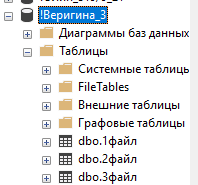 !Веригина_3
Диаграммы баз данных
Таблицы
Системные таблицы
FileTables
Внешние таблицы
Графовые таблицы
dbo.1файл
dbo.2файл
dbo.3файл